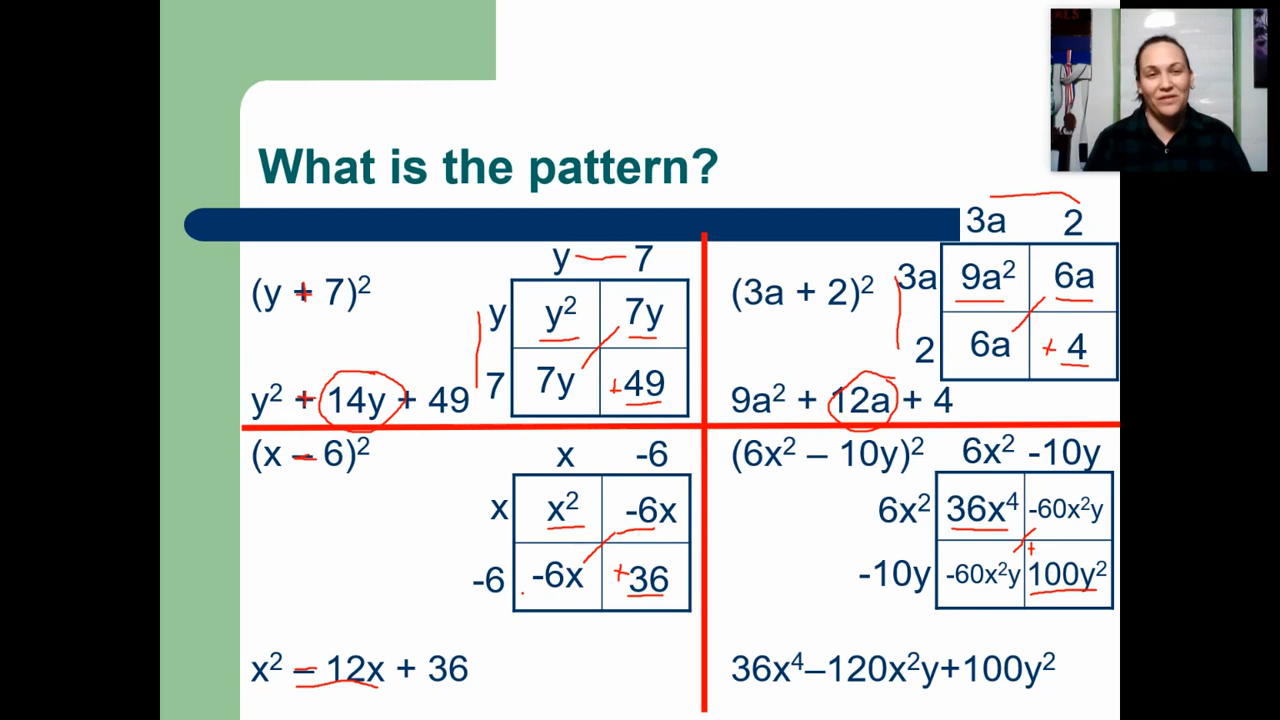 What is the pattern?
(y + 7)²
y 7
y y² 7y
7 7y +49
y² + 14y + 49
(3a + 2)²
3a 2
3a 9a² 6a
2 6a + 4
9a² + 12a + 4
(x – 6)²
x -6
x x² -6x
-6 -6x +36
x² – 12x + 36
(6x² – 10y)²
6x² -10y
6x² 36x⁴ -60x²y
-10y -60x²y +100y²
36x⁴–120x²y+100y²